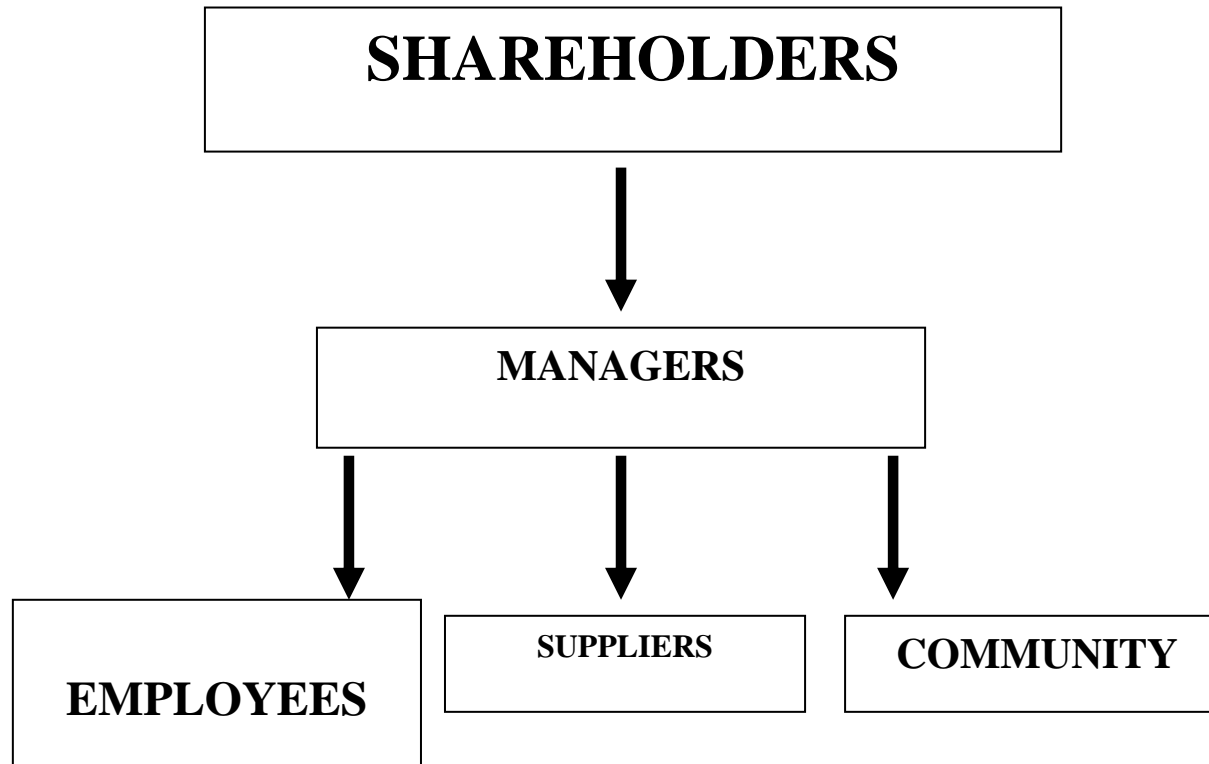 SHAREHOLDERS
MANAGERS
EMPLOYEES
SUPPLIERS
COMMUNITY